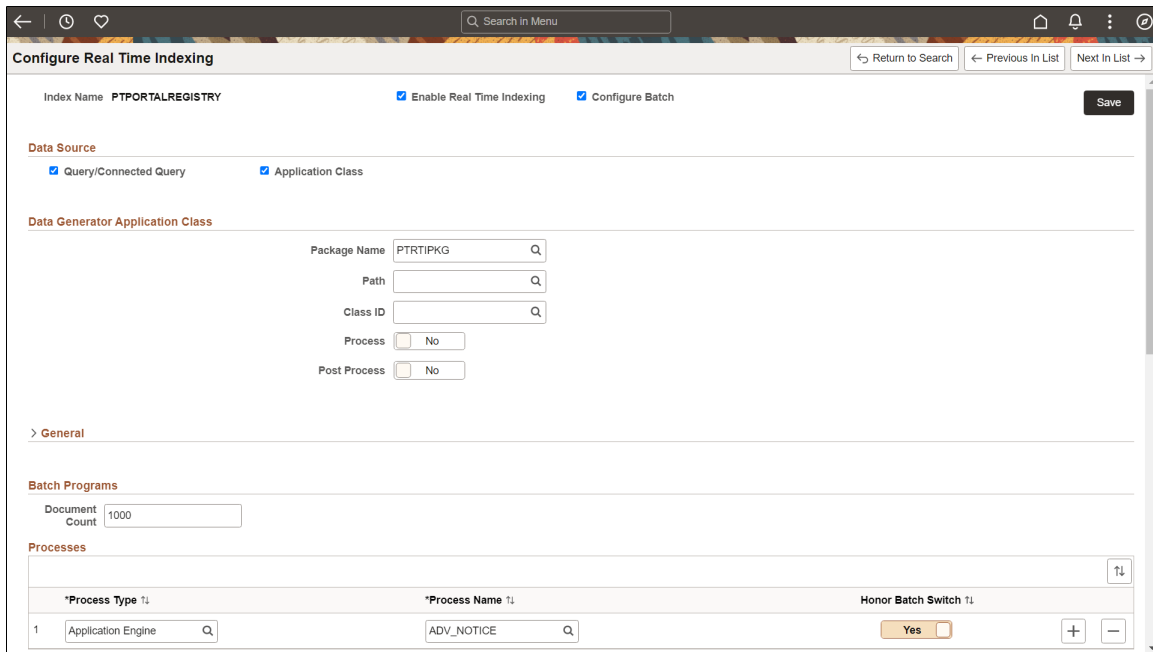 Search in Menu
Configure Real Time Indexing
Return to Search
Previous In List
Next In List
Index Name PTPORTALREGISTRY
Enable Real Time Indexing
Configure Batch
Save
Data Source
Query/Connected Query
Application Class
Data Generator Application Class
Package Name PTRTIPKG
Path
Class ID
Process No
Post Process No
General
Batch Programs
Document
Count 1000
Processes
*Process Type *Process Name Honor Batch Switch
1 Application Engine ADV_NOTICE Yes